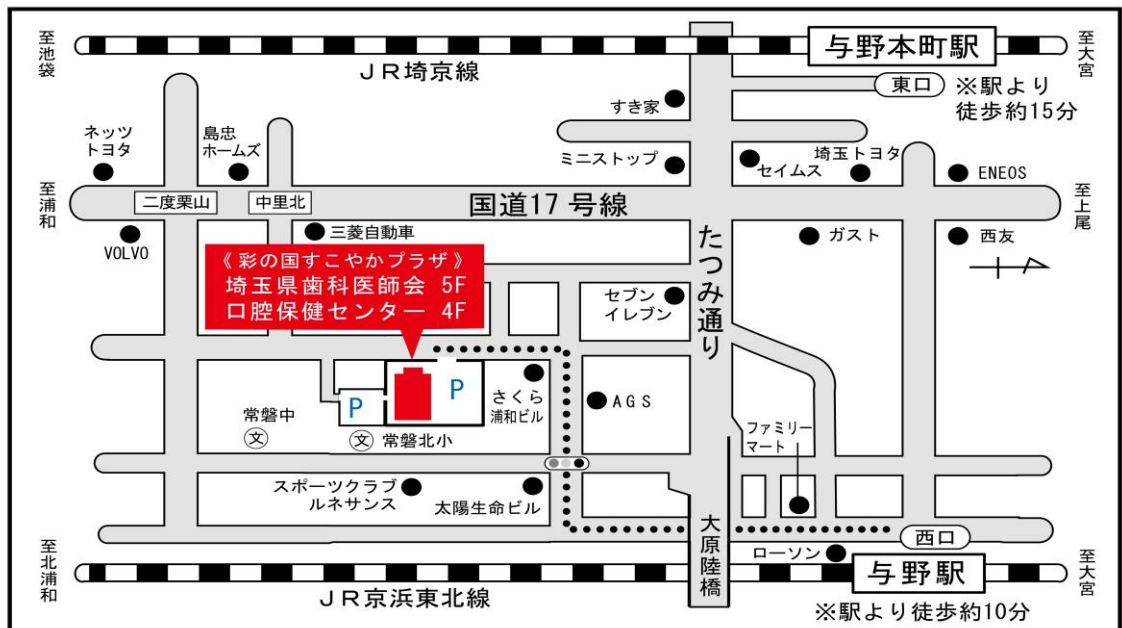 至池袋
JR埼京線
与野本町駅
至大宮
東口
※駅より
徒歩約15分
すき家
ネッツ
トヨタ
島忠
ホームズ
ミニストップ
セイムス
埼玉トヨタ
ENEOS
至浦和
二度栗山
中里北
国道17号線
至上尾
VOLVO
三菱自動車
たつみ通り
ガスト
西友
《彩の国すこやかプラザ》
埼玉県歯科医師会 5F
口腔保健センター 4F
セブン
イレブン
P
P
さくら
浦和ビル
AGS
常磐中
文
文
常磐北小
ファミリー
マート
スポーツクラブ
ルネサンス
太陽生命ビル
大原陸橋
西口
ローソン
至北浦和
JR京浜東北線
与野駅
至大宮
※駅より徒歩約10分